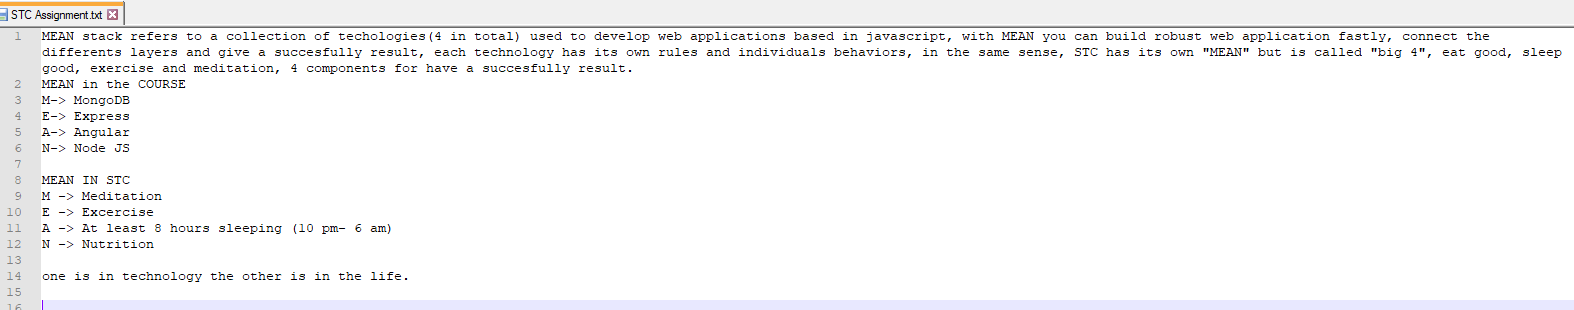 STC Assignment.txt
1 MEAN stack refers to a collection of techologies(4 in total) used to develop web applications based in javascript, with MEAN you can build robust web application fastly, connect the
differents layers and give a succesfully result, each technology has its own rules and individuals behaviors, in the same sense, STC has its own "MEAN" but is called "big 4", eat good, sleep
good, exercise and meditation, 4 components for have a succesfully result.
2 MEAN in the COURSE
3 M-> MongoDB
4 E-> Express
5 A-> Angular
6 N-> Node JS
7
8 MEAN IN STC
9 M -> Meditation
10 E -> Excercise
11 A -> At least 8 hours sleeping (10 pm- 6 am)
12 N -> Nutrition
13
14 one is in technology the other is in the life.
15
16